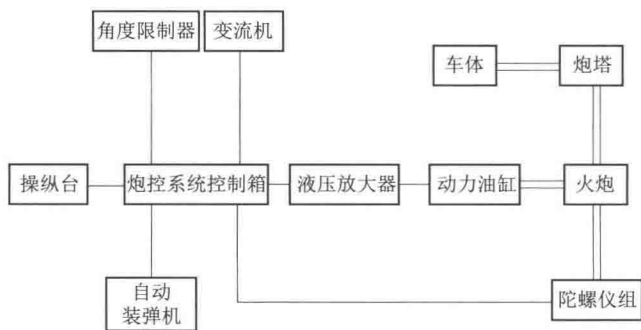 角度限制器
变流机
车体
炮塔
操纵台
炮控系统控制箱
液压放大器
动力油缸
火炮
自动
装弹机
陀螺仪组